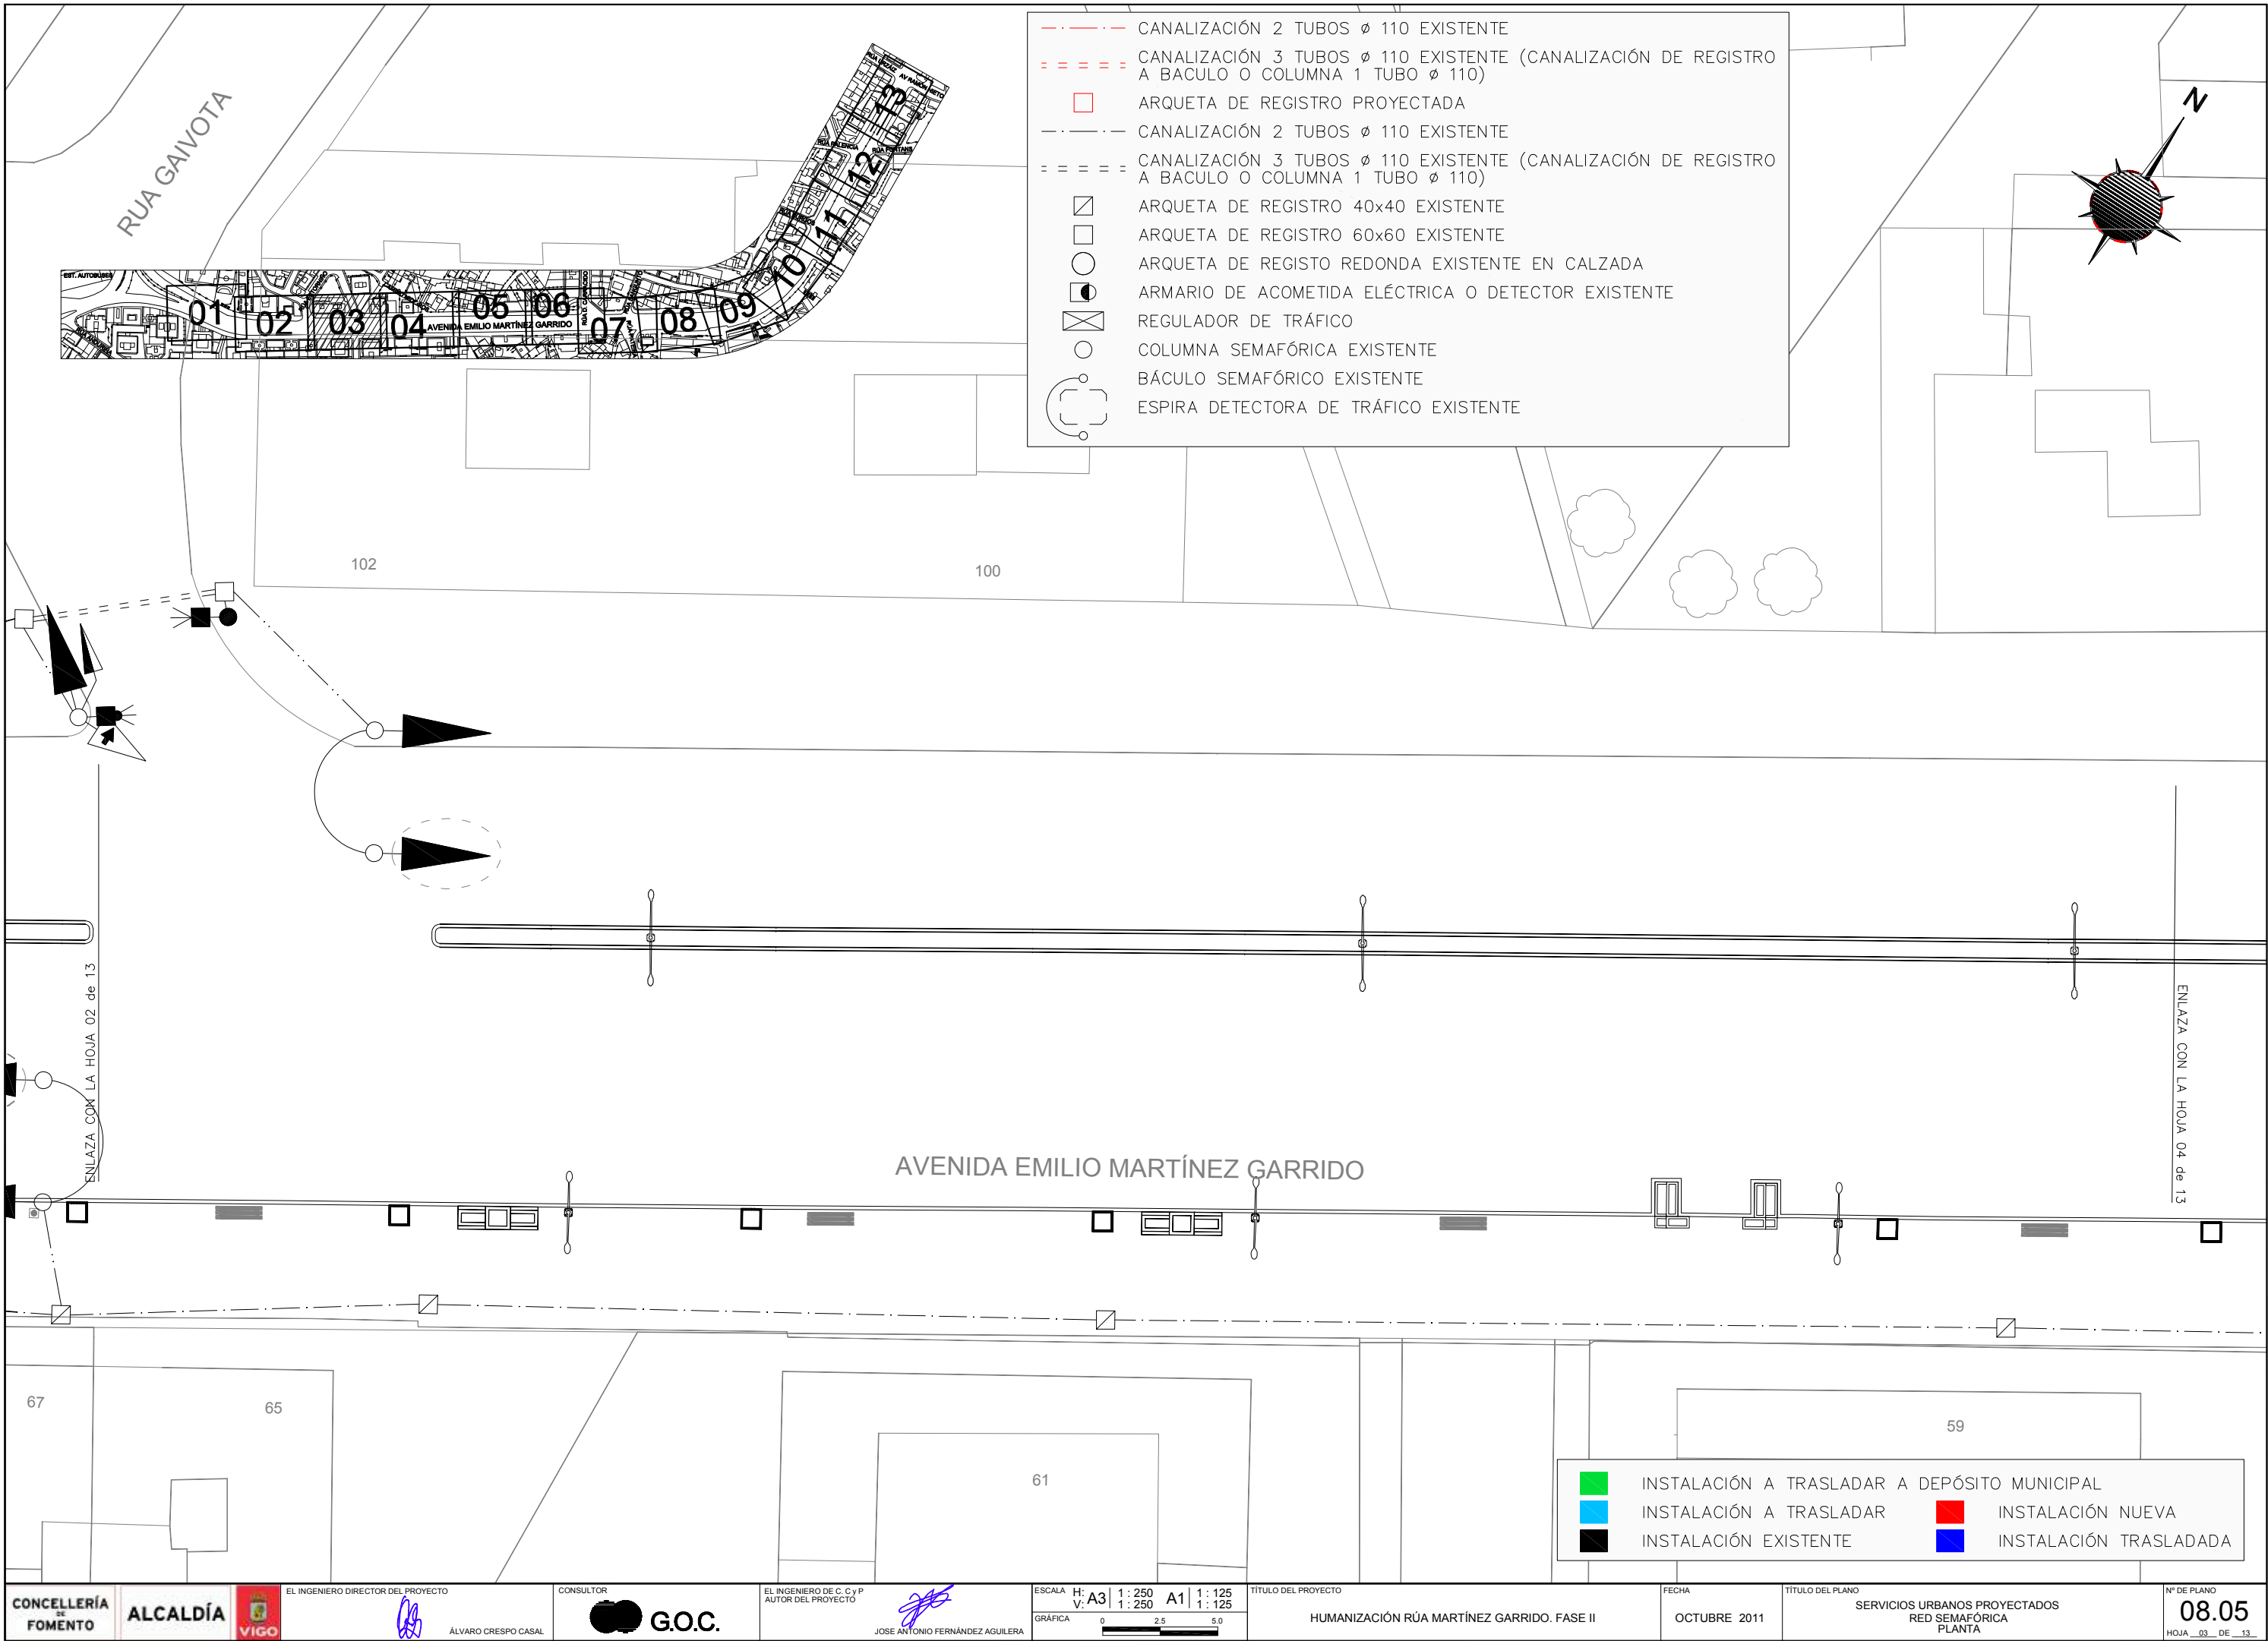 CANALIZACIÓN 2 TUBOS ø 110 EXISTENTE
CANALIZACIÓN 3 TUBOS ø 110 EXISTENTE (CANALIZACIÓN DE REGISTRO
A BACULO O COLUMNA 1 TUBO ø 110)
ARQUETA DE REGISTRO PROYECTADA
CANALIZACIÓN 2 TUBOS ø 110 EXISTENTE
CANALIZACIÓN 3 TUBOS ø 110 EXISTENTE (CANALIZACIÓN DE REGISTRO
A BACULO O COLUMNA 1 TUBO ø 110)
ARQUETA DE REGISTRO 40x40 EXISTENTE
ARQUETA DE REGISTRO 60x60 EXISTENTE
ARQUETA DE REGISTO REDONDA EXISTENTE EN CALZADA
ARMARIO DE ACOMETIDA ELÉCTRICA O DETECTOR EXISTENTE
REGULADOR DE TRÁFICO
COLUMNA SEMAFÓRICA EXISTENTE
BÁCULO SEMAFÓRICO EXISTENTE
ESPIRA DETECTORA DE TRÁFICO EXISTENTE
N
RUA GAIVOTA
EST. AUTOBUSES
01
02
03
04
05
06
07
08
09
10
11
12
13
AVENIDA EMILIO MARTÍNEZ GARRIDO
AV RAMÓN NIETO
RÚA PALENCIA
102
100
ENLAZA CON LA HOJA 02 de 13
ENLAZA CON LA HOJA 04 de 13
AVENIDA EMILIO MARTÍNEZ GARRIDO
67
65
61
59
INSTALACIÓN A TRASLADAR A DEPÓSITO MUNICIPAL
INSTALACIÓN A TRASLADAR
INSTALACIÓN NUEVA
INSTALACIÓN EXISTENTE
INSTALACIÓN TRASLADADA
CONCELLERÍA
DE
FOMENTO
ALCALDÍA
VIGO
EL INGENIERO DIRECTOR DEL PROYECTO
ÁLVARO CRESPO CASAL
CONSULTOR
G.O.C.
EL INGENIERO DE C. C y P
AUTOR DEL PROYECTO
JOSE ANTONIO FERNÁNDEZ AGUILERA
ESCALA H: V: A3 1 : 250 1 : 250 A1 1 : 125 1 : 125
GRÁFICA 0 2.5 5.0
TÍTULO DEL PROYECTO
HUMANIZACIÓN RÚA MARTÍNEZ GARRIDO. FASE II
FECHA
OCTUBRE 2011
TÍTULO DEL PLANO
SERVICIOS URBANOS PROYECTADOS
RED SEMAFÓRICA
PLANTA
Nº DE PLANO
08.05
HOJA 03 DE 13